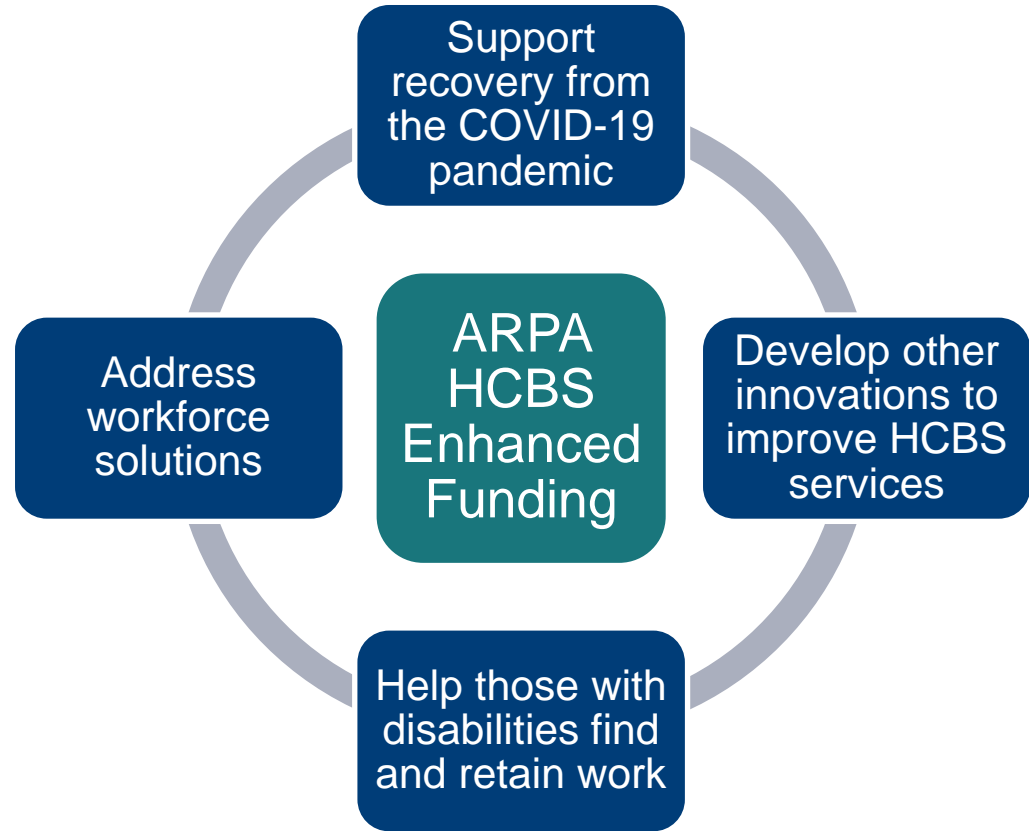 Support
recovery from
the COVID-19
pandemic
Address
workforce
solutions
ARPA
HCBS
Enhanced
Funding
Develop other
innovations to
improve HCBS
services
Help those with
disabilities find
and retain work